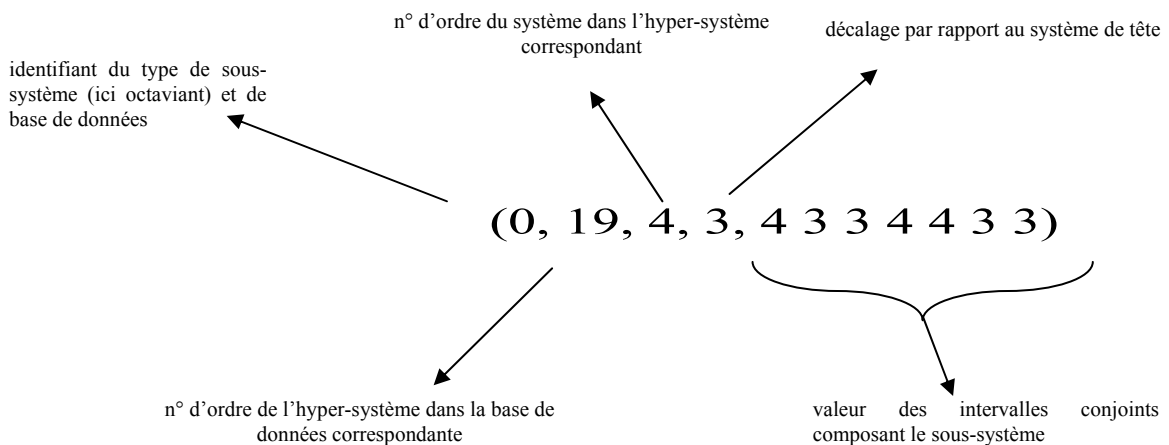 n° d’ordre du système dans l’hyper-système
correspondant
décalage par rapport au système de tête
identifiant du type de sous-
système (ici octaviant) et de
base de données
(0, 19, 4, 3, 4 3 3 4 4 3 3)
n° d’ordre de l’hyper-système dans la base de
données correspondante
valeur des intervalles conjoints
composant le sous-système